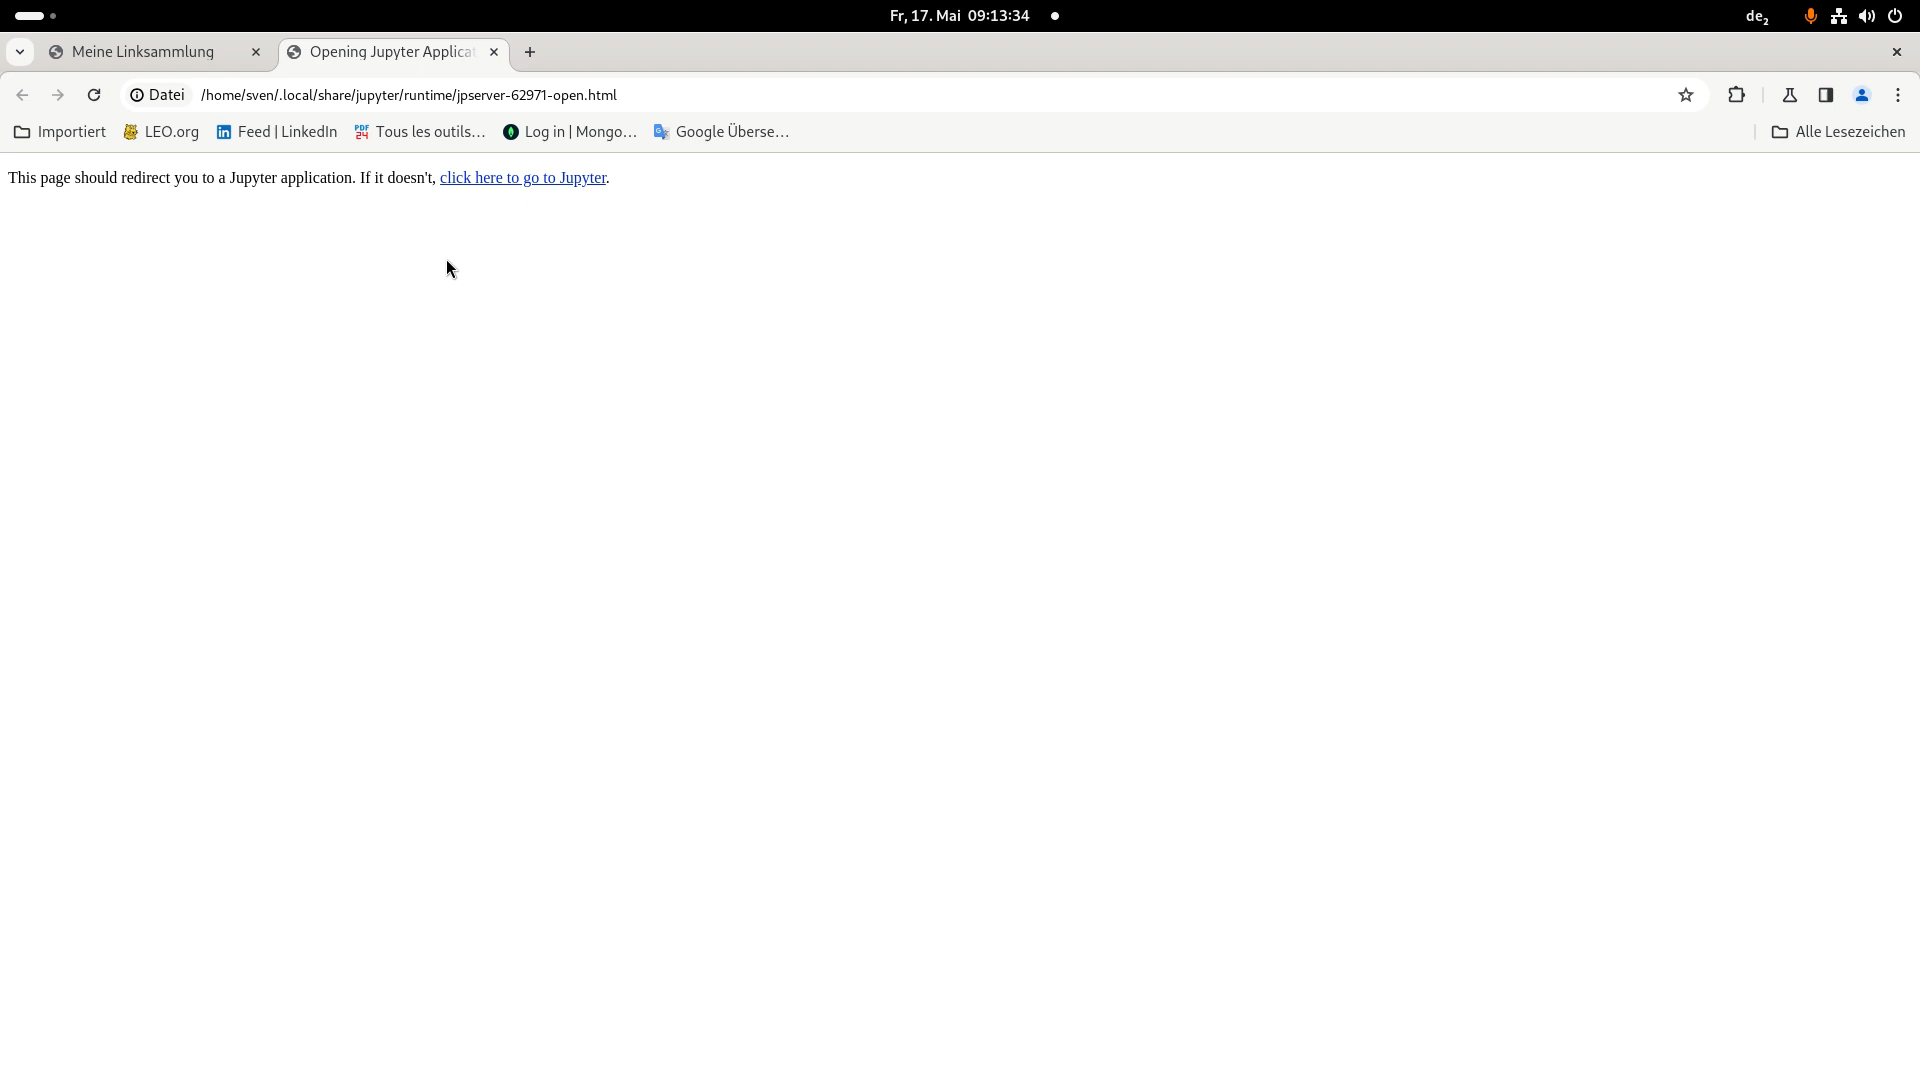 Fr, 17. Mai 09:13:34
de2
Meine Linksammlung
Opening Jupyter Applicat
Datei
/home/sven/.local/share/jupyter/runtime/jpserver-62971-open.html
Importiert
LEO.org
Feed | LinkedIn
PDF
24
Tous les outils…
Log in | Mongo…
Google Überse…
Alle Lesezeichen
This page should redirect you to a Jupyter application. If it doesn't, click here to go to Jupyter.